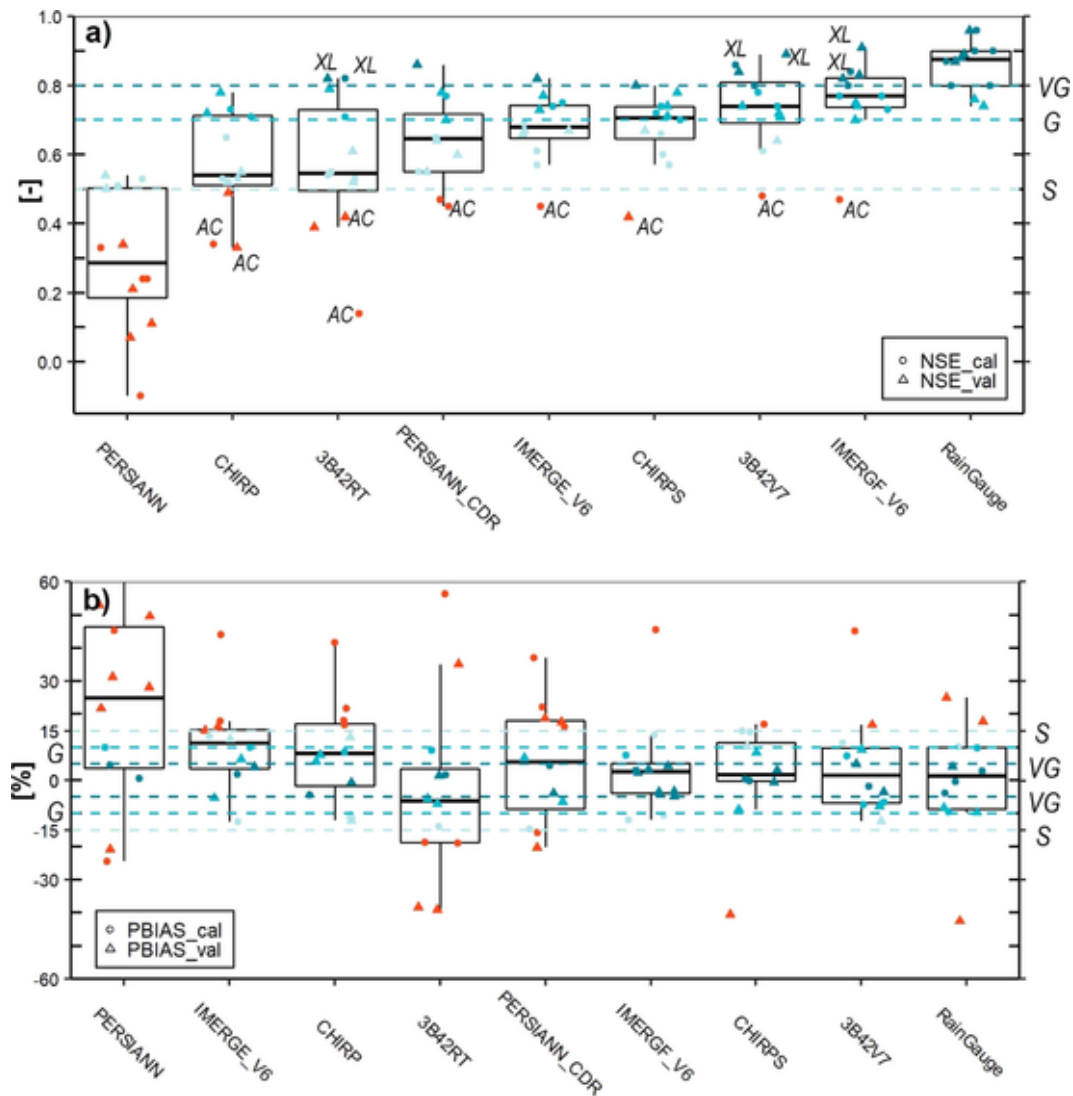 a)
1.0
XL XL
XL XL
XL
XL
0.8
VG
G
0.6
[-]
S
0.4
AC
AC
AC
AC
AC
AC
AC
AC
AC
0.2
0.0
NSE_cal
NSE_val
PERSIANN
CHIRP
3B42RT
PERSIANN_CDR
IMERGE_V6
CHIRPS
3B42V7
IMERGF_V6
RainGauge
b)
60
30
15
S
G
VG
[%]
0
VG
G
-15
S
-30
PBIAS_cal
PBIAS_val
-60
PERSIANN
IMERGE_V6
CHIRP
3B42RT
PERSIANN_CDR
IMERGF_V6
CHIRPS
3B42V7
RainGauge